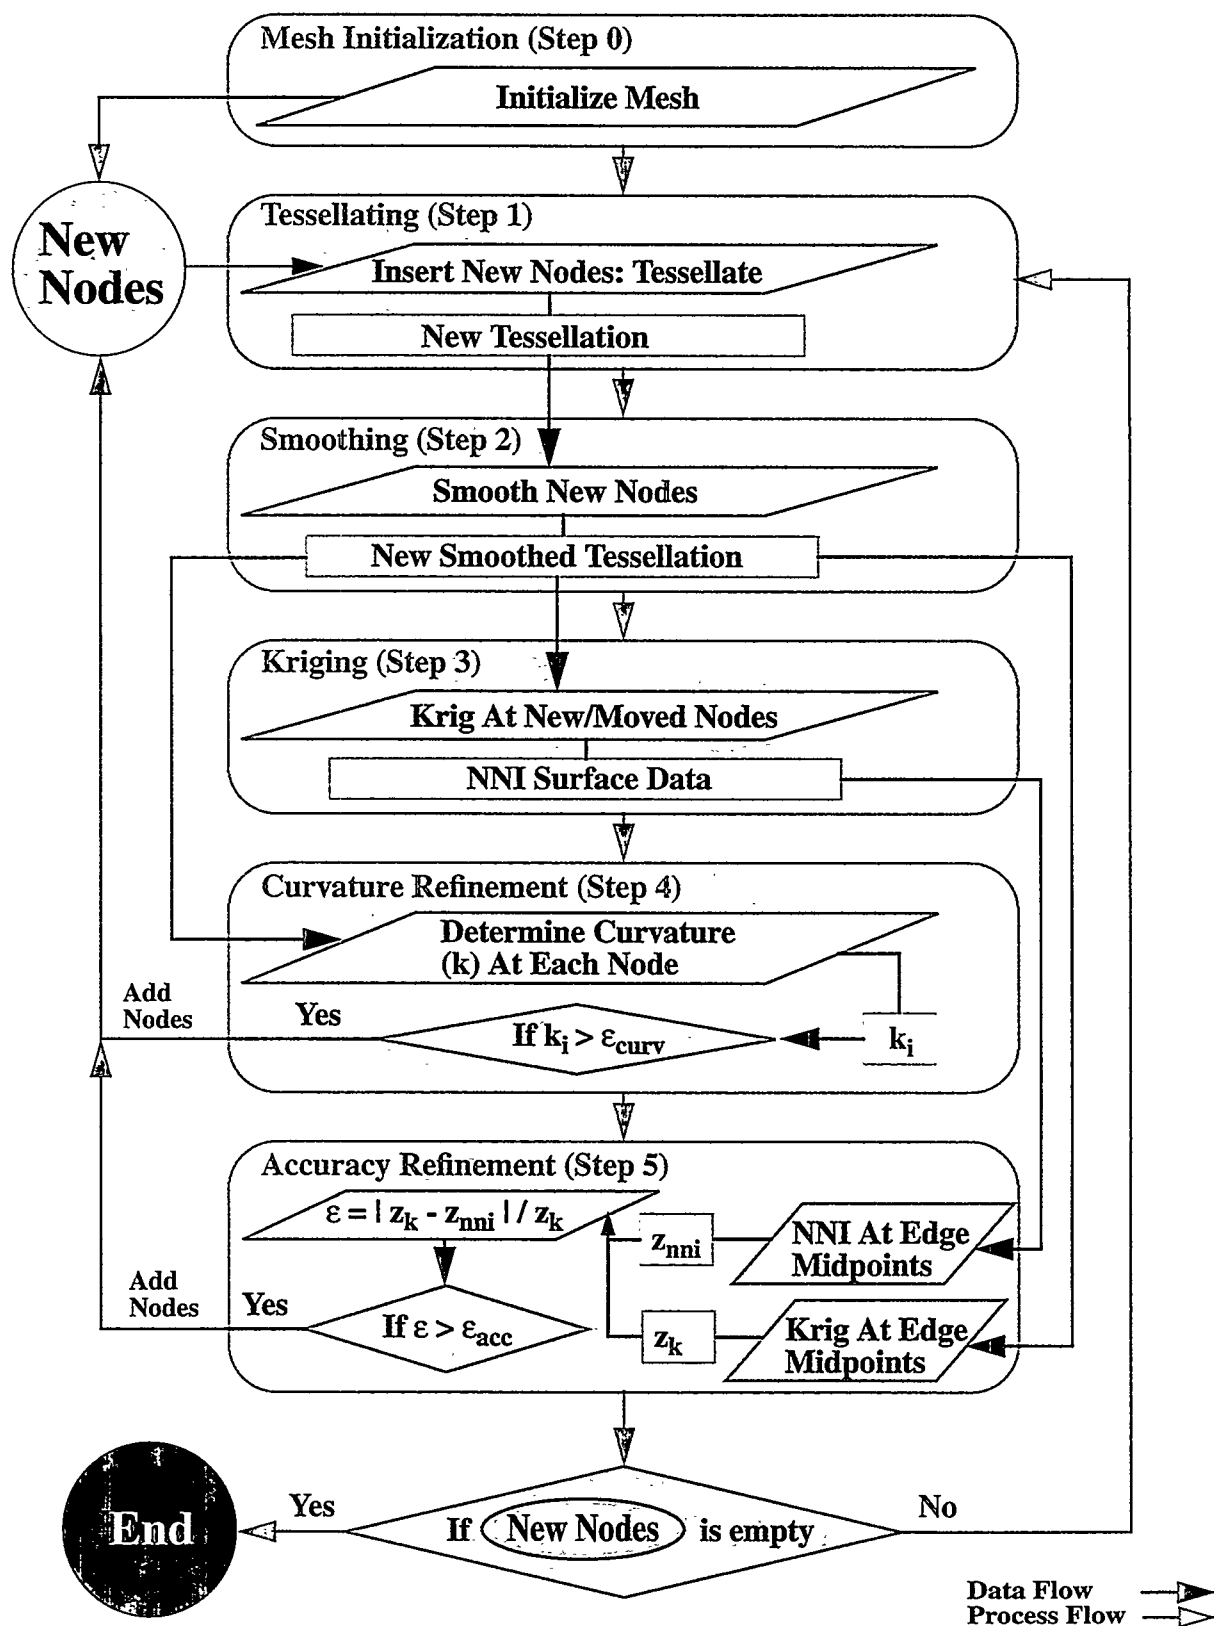 Mesh Initialization (Step 0)
Initialize Mesh
New
Nodes
Tessellating (Step 1)
Insert New Nodes: Tessellate
New Tessellation
Smoothing (Step 2)
Smooth New Nodes
New Smoothed Tessellation
Kriging (Step 3)
Krig At New/Moved Nodes
NNI Surface Data
Curvature Refinement (Step 4)
Determine Curvature
(k) At Each Node
Add
Nodes
Yes
If k_i > ε_curv
k_i
Accuracy Refinement (Step 5)
ε = | z_k - z_nni | / z_k
z_nni
NNI At Edge
Midpoints
Add
Nodes
Yes
If ε > ε_acc
z_k
Krig At Edge
Midpoints
End
Yes
If New Nodes is empty
No
Data Flow
Process Flow